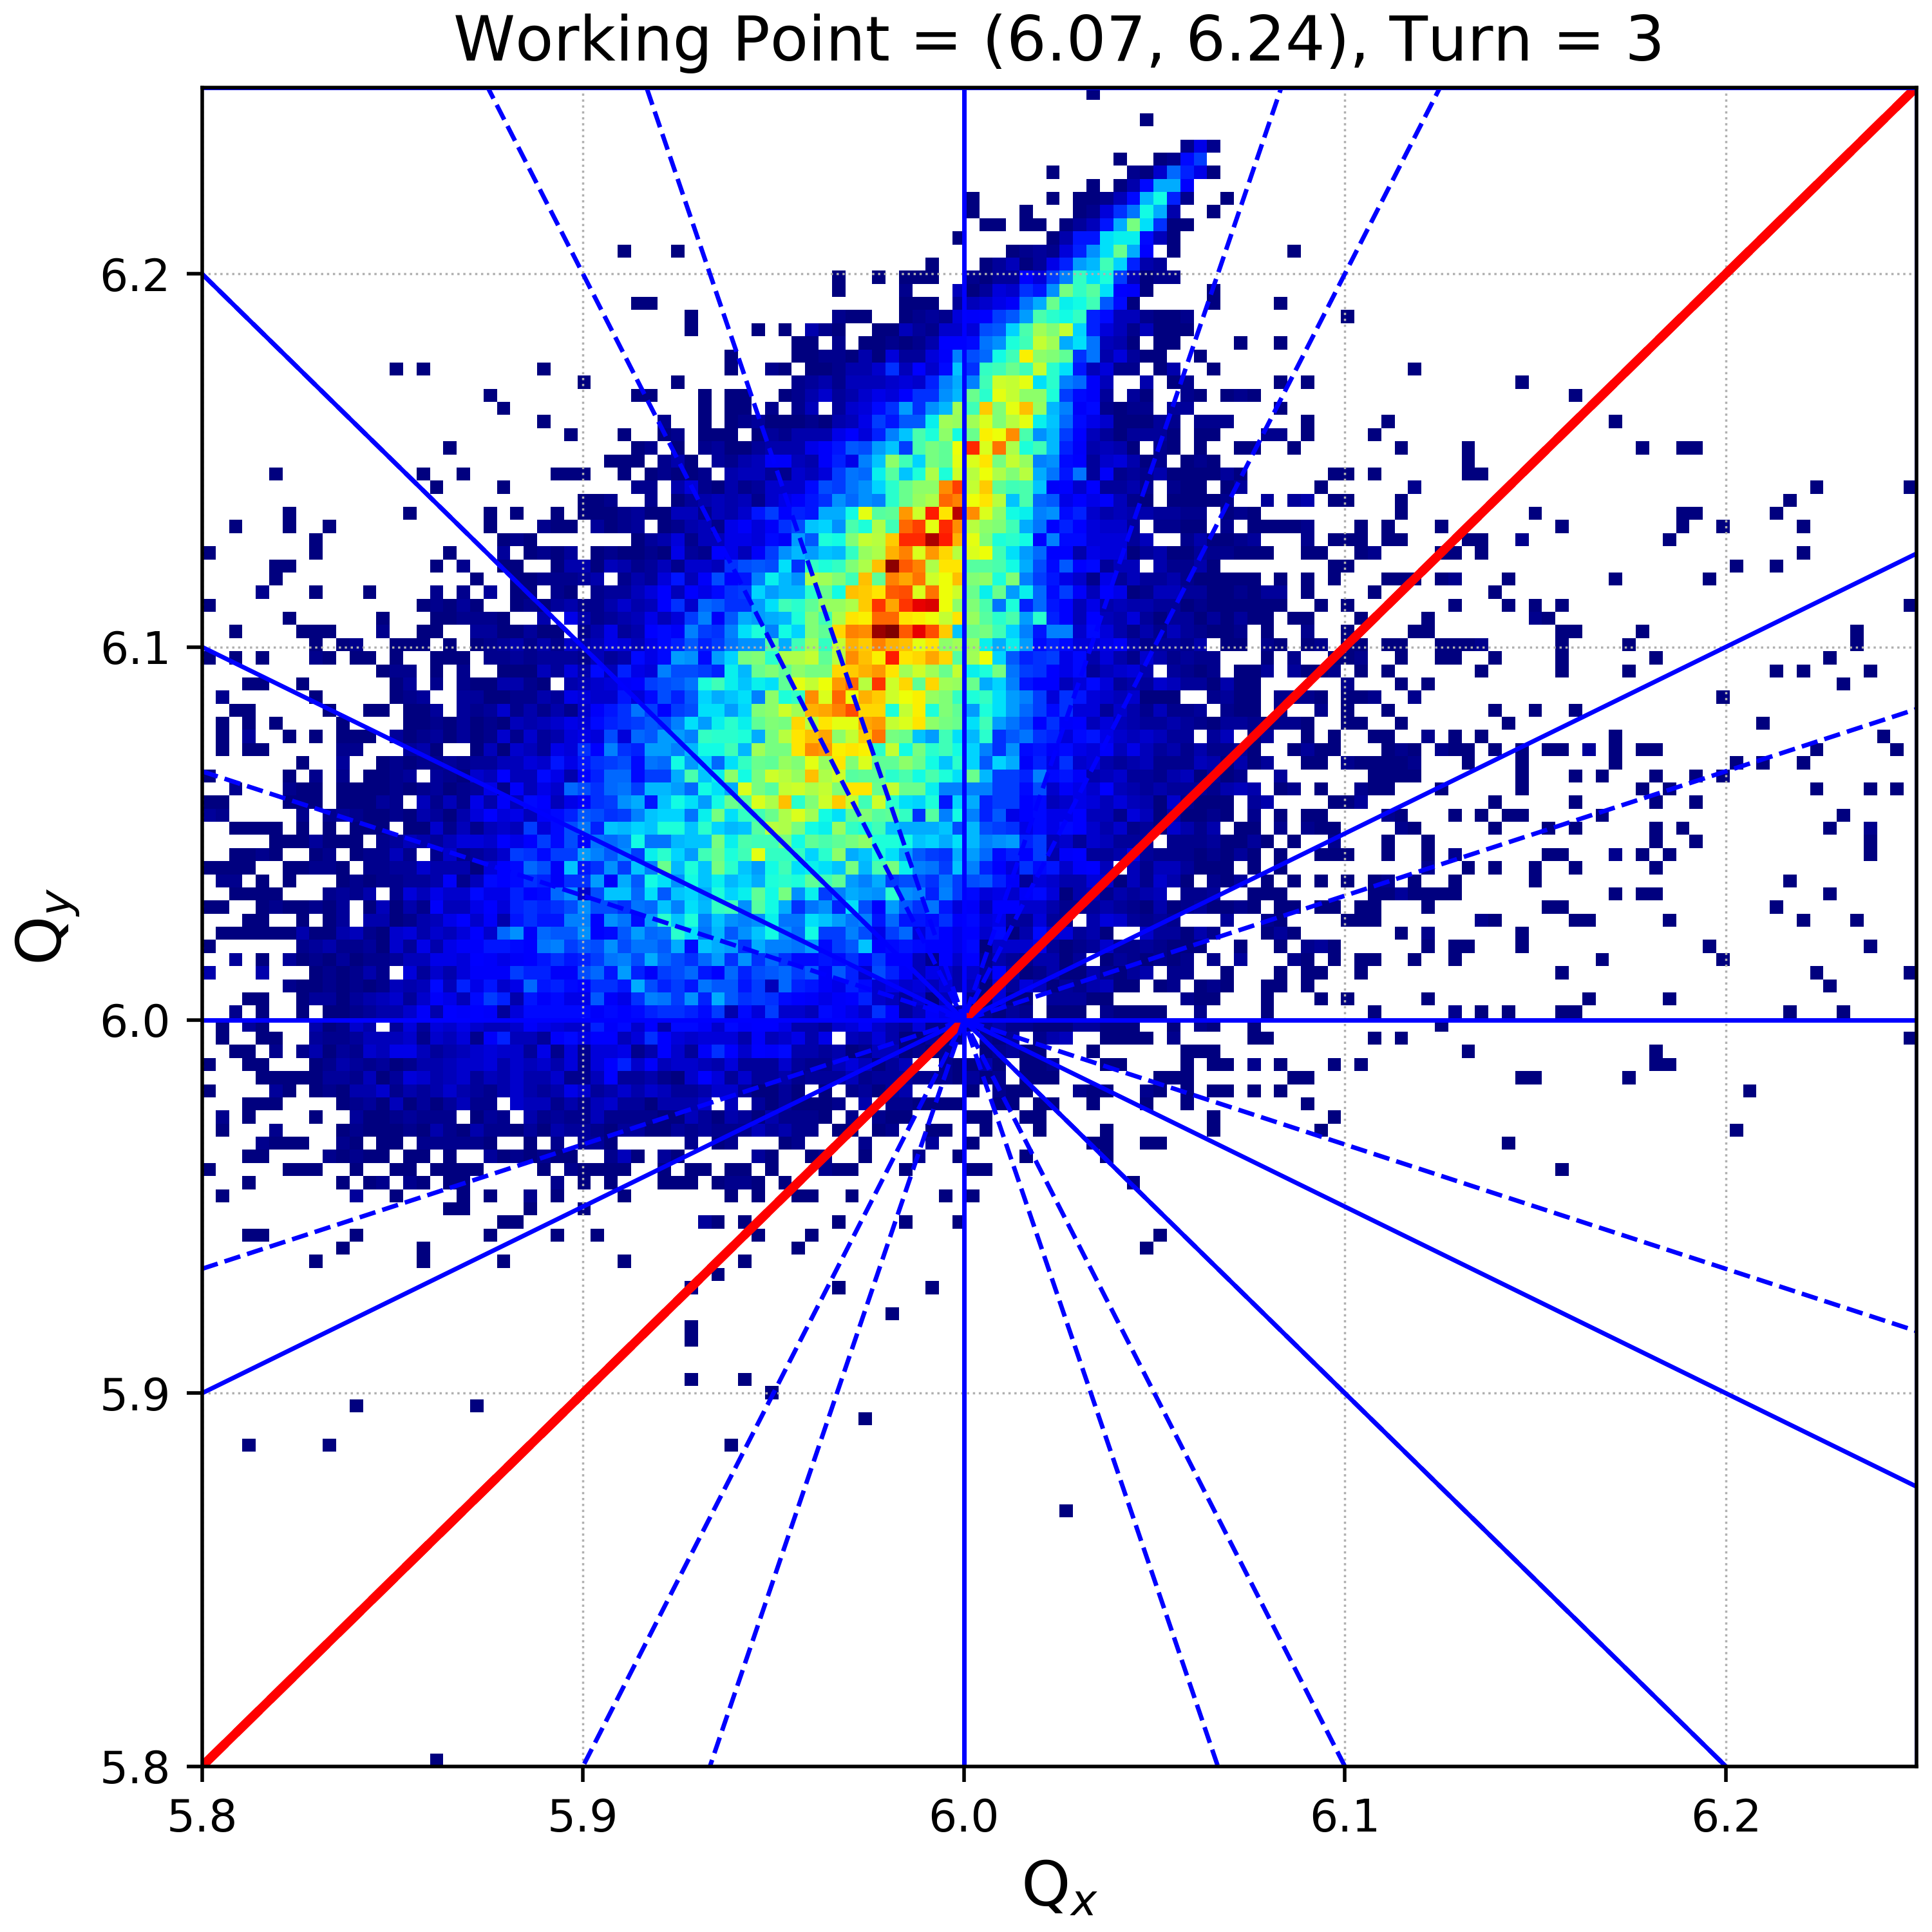 Working Point = (6.07, 6.24), Turn = 3
6.2
6.1
6.0
5.9
5.8
Qy
5.8 5.9 6.0 6.1 6.2
Qx